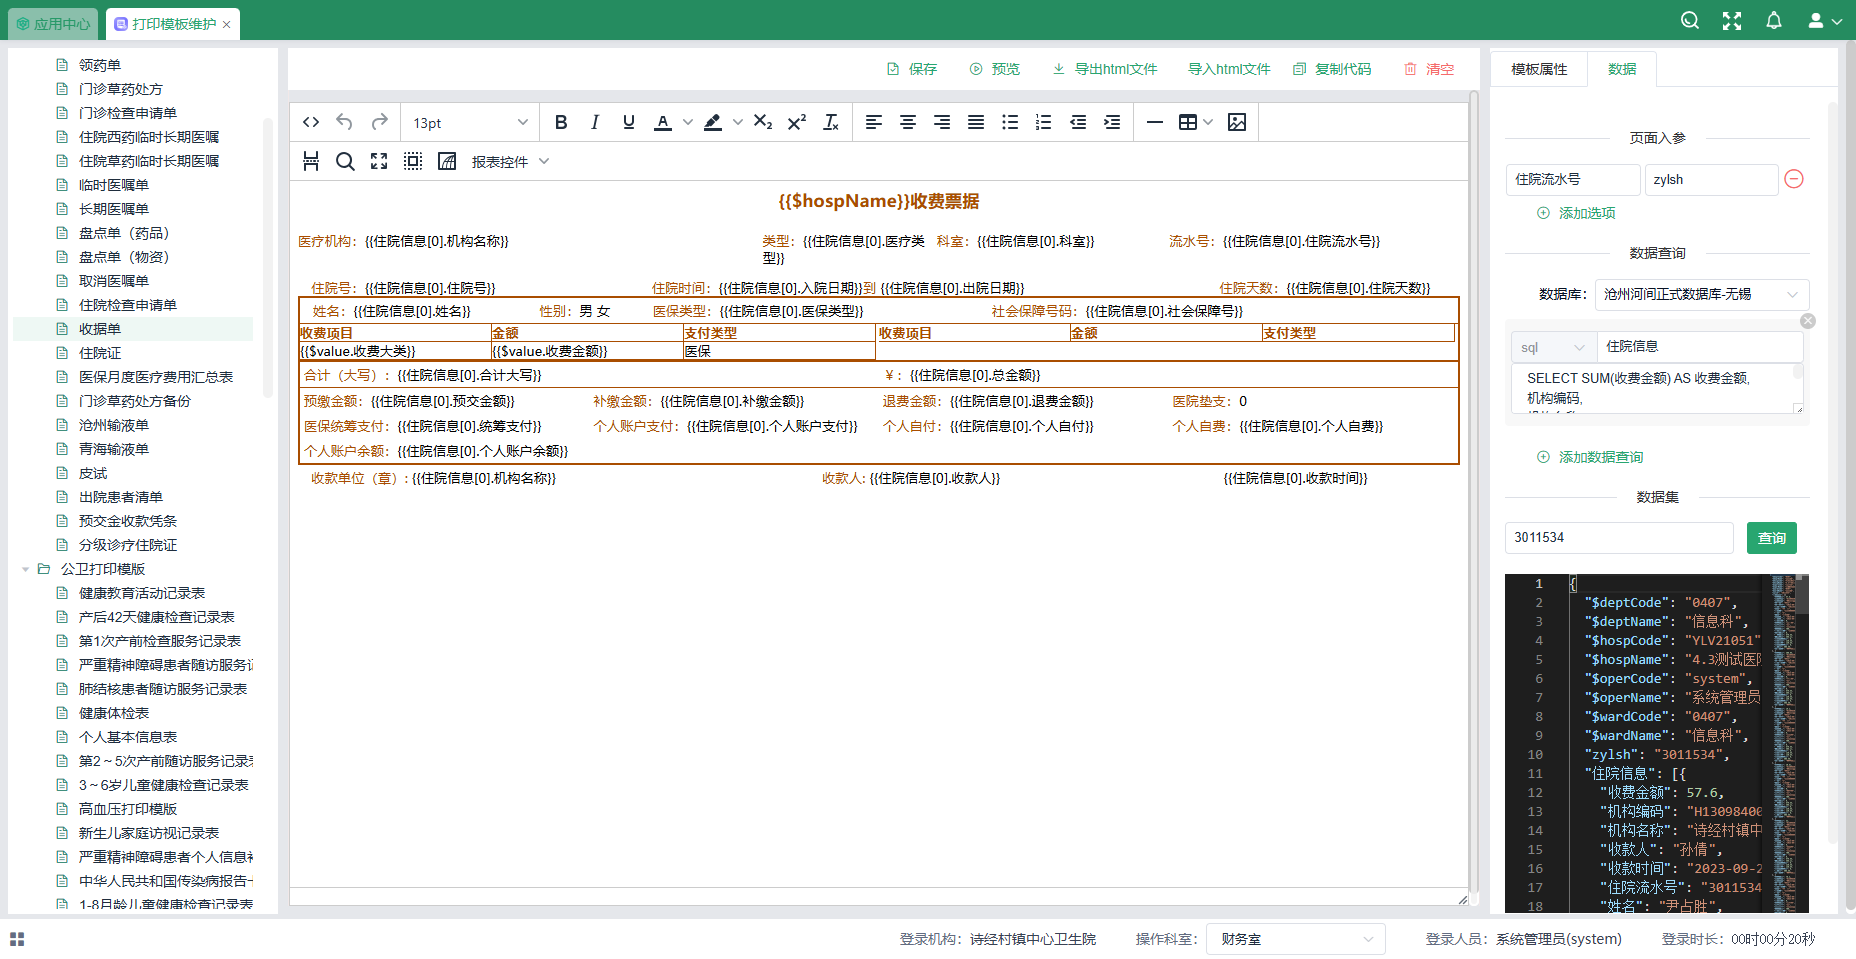 应用中心
打印模板维护 ×
领药单
门诊草药处方
门诊检查申请单
住院西药临时长期医嘱
住院草药临时长期医嘱
临时医嘱单
长期医嘱单
盘点单（药品）
盘点单（物资）
取消医嘱单
住院检查申请单
收据单
住院证
医保月度医疗费用汇总表
门诊草药处方备份
沧州输液单
青海输液单
皮试
出院患者清单
预交金收款凭条
分级诊疗住院证
公卫打印模版
健康教育活动记录表
产后42天健康检查记录表
第1次产前检查服务记录表
严重精神障碍患者随访服务
肺结核患者随访服务记录表
健康体检表
个人基本信息表
第2～5次产前随访服务记录
3～6岁儿童健康检查记录表
高血压打印模版
新生儿家庭访视记录表
严重精神障碍患者个人信息
中华人民共和国传染病报告
1-8月龄儿童健康检查记录表
保存 预览 导出html文件 导入html文件 复制代码 清空
13pt
报表控件
{{$hospName}}收费票据
医疗机构：{{住院信息[0].机构名称}} 类型：{{住院信息[0].医疗类 科室：{{住院信息[0].科室}} 流水号：{{住院信息[0].住院流水号}}
型}}
住院号：{{住院信息[0].住院号}} 住院时间：{{住院信息[0].入院日期}}到 {{住院信息[0].出院日期}} 住院天数：{{住院信息[0].住院天数}}
姓名：{{住院信息[0].姓名}} 性别：男 女 医保类型：{{住院信息[0].医保类型}} 社会保障号码：{{住院信息[0].社会保障号}}
收费项目 金额 支付类型 收费项目 金额 支付类型
{{$value.收费大类}} {{$value.收费金额}} 医保
合计（大写）：{{住院信息[0].合计大写}} ¥：{{住院信息[0].总金额}}
预缴金额：{{住院信息[0].预交金额}} 补缴金额：{{住院信息[0].补缴金额}} 退费金额：{{住院信息[0].退费金额}} 医院垫支：0
医保统筹支付：{{住院信息[0].统筹支付}} 个人账户支付：{{住院信息[0].个人账户支付}} 个人自付：{{住院信息[0].个人自付}} 个人自费：{{住院信息[0].个人自费}}
个人账户余额：{{住院信息[0].个人账户余额}}
收款单位（章）: {{住院信息[0].机构名称}} 收款人: {{住院信息[0].收款人}} {{住院信息[0].收款时间}}
模板属性 数据
页面入参
住院流水号 zylsh
添加选项
数据查询
数据库：沧州河间正式数据库-无锡
sql 住院信息
SELECT SUM(收费金额) AS 收费金额,
机构编码,
添加数据查询
数据集
3011534 查询
1 {
2 "$deptCode": "0407",
3 "$deptName": "信息科",
4 "$hospCode": "YLV21051"
5 "$hospName": "4.3测试医
6 "$operCode": "system",
7 "$operName": "系统管理员
8 "$wardCode": "0407",
9 "$wardName": "信息科",
10 "zylsh": "3011534",
11 "住院信息": [{
12 "收费金额": 57.6,
13 "机构编码": "H13098400
14 "机构名称": "诗经村镇中
15 "收款人": "孙倩",
16 "收款时间": "2023-09-2
17 "住院流水号": "3011534
18 "姓名": "尹占胜",
登录机构：诗经村镇中心卫生院 操作科室：财务室 登录人员：系统管理员(system) 登录时长：00时00分20秒